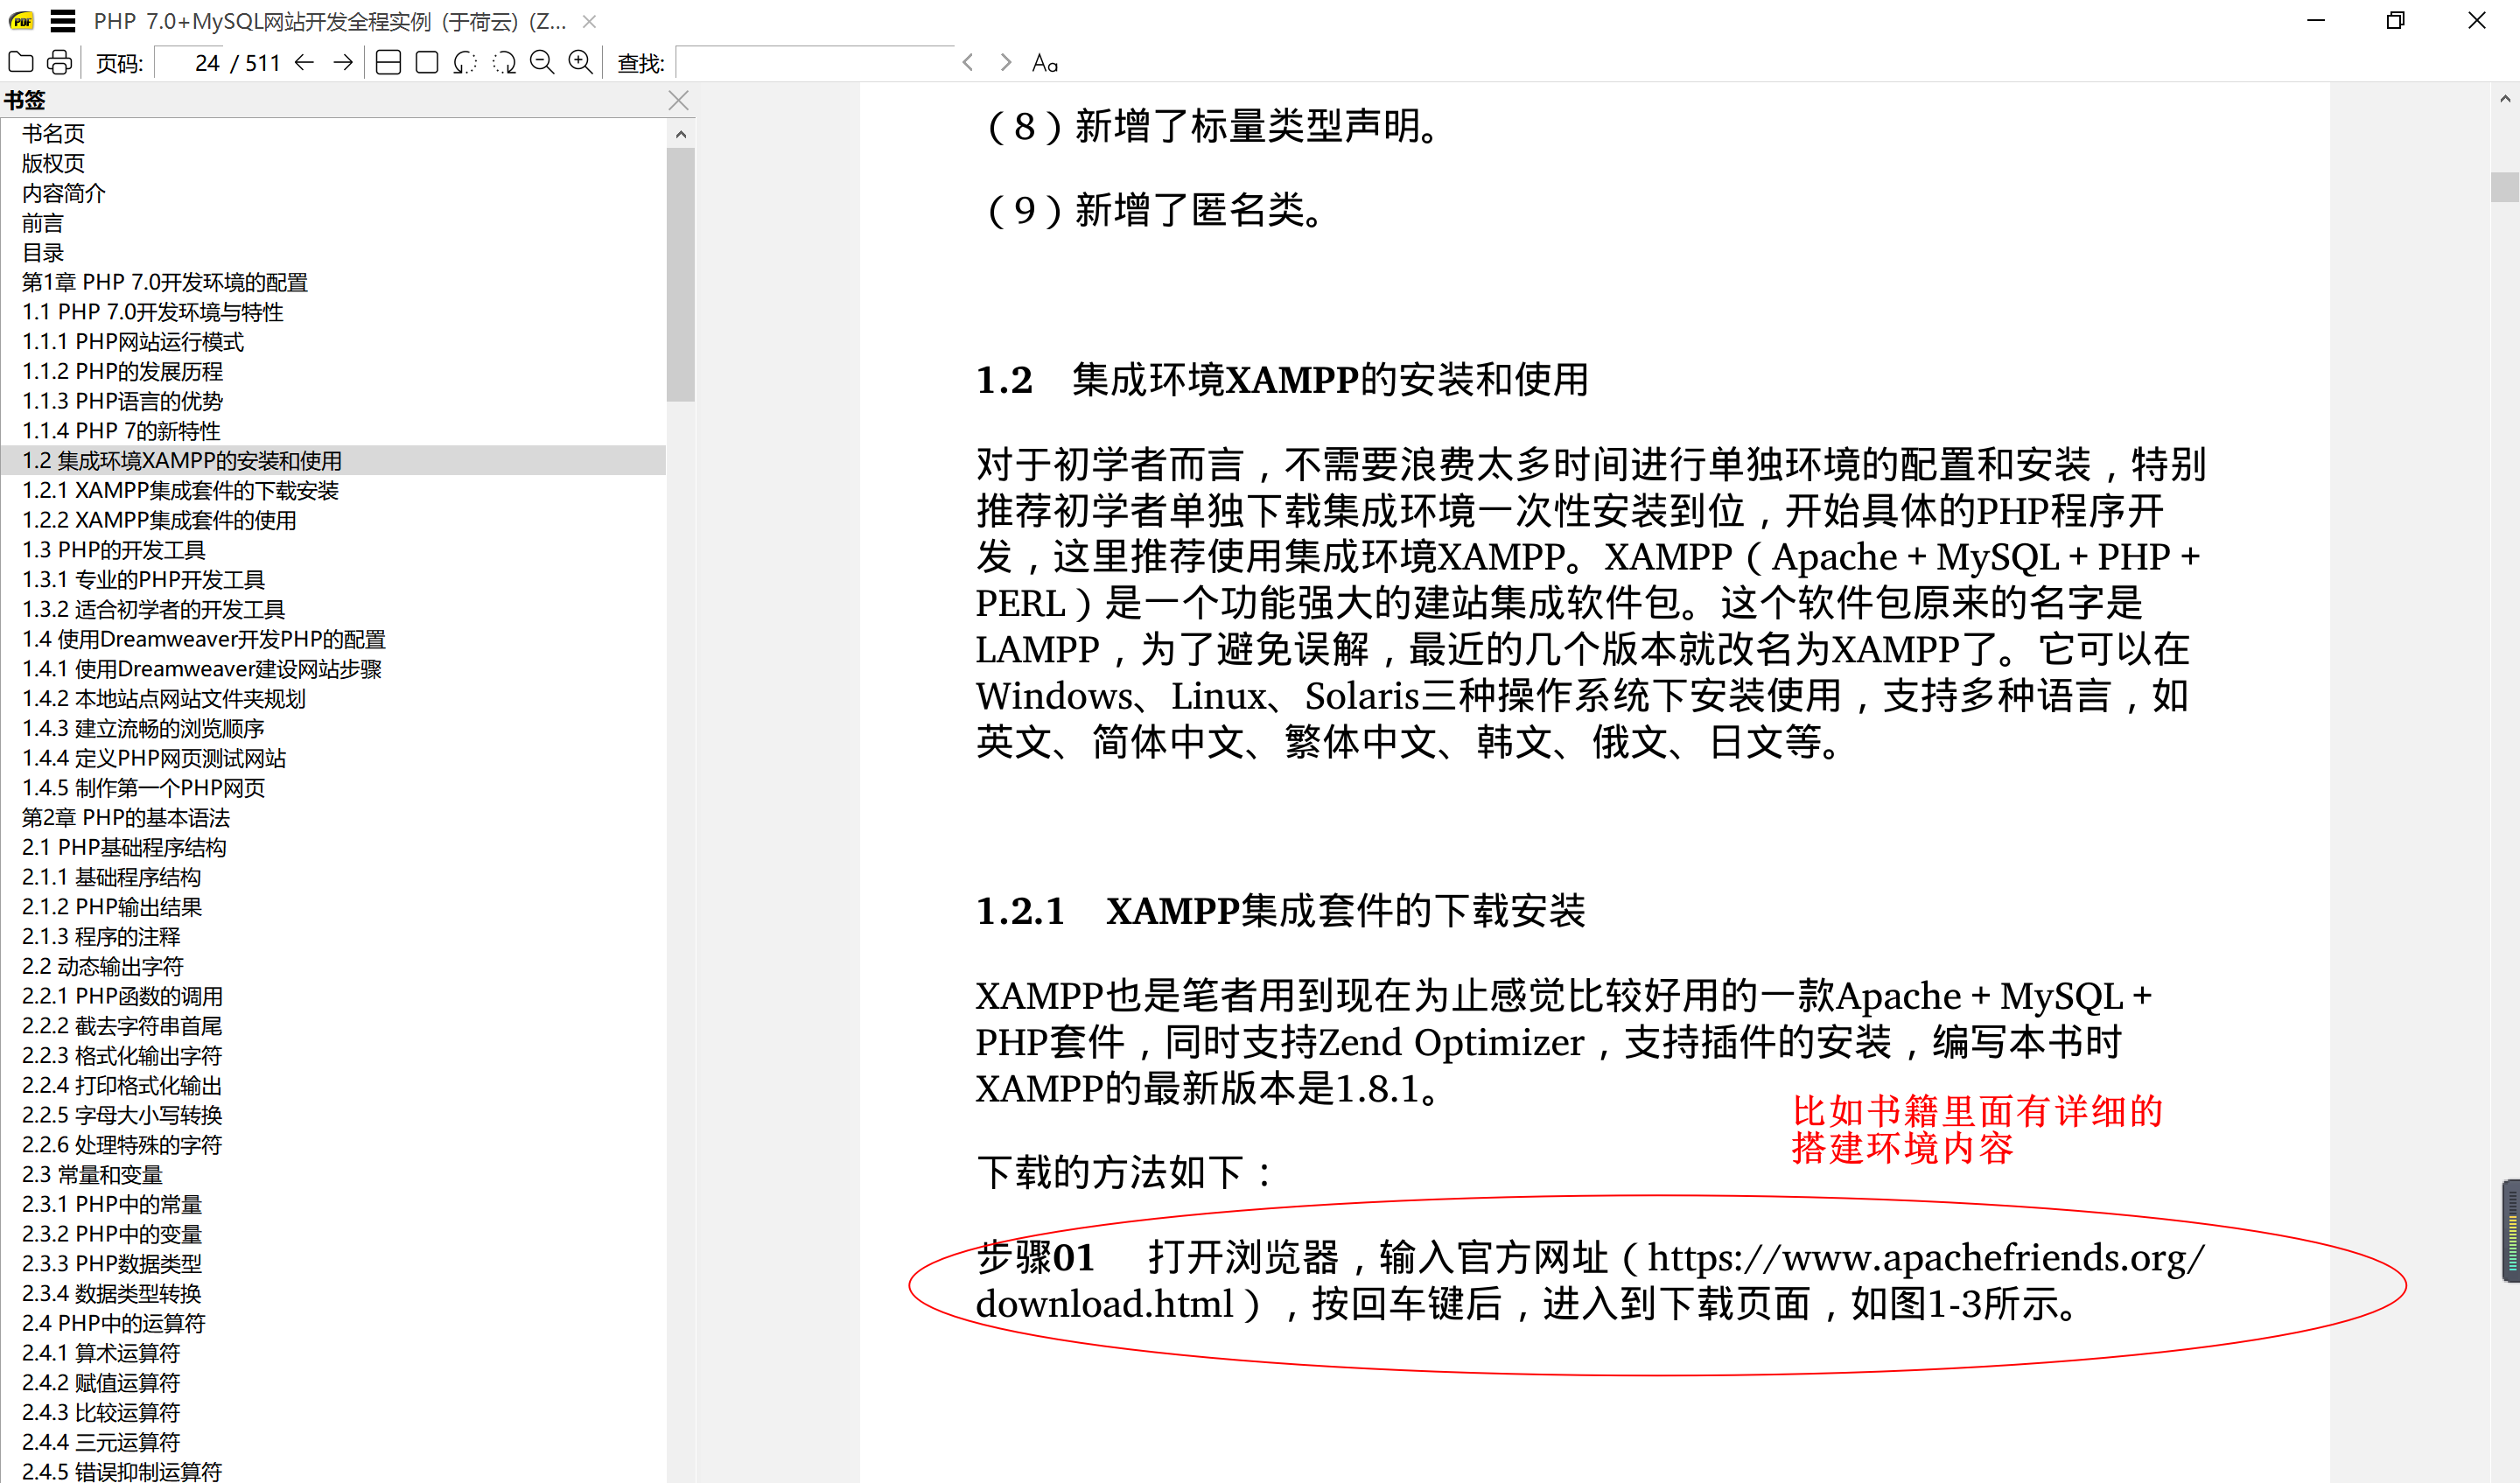 PHP 7.0+MySQL网站开发全程实例 (于荷云) (Z...
页码: 24 / 511 查找: Aa
书签
书名页
版权页
内容简介
前言
目录
第1章 PHP 7.0开发环境的配置
1.1 PHP 7.0开发环境与特性
1.1.1 PHP网站运行模式
1.1.2 PHP的发展历程
1.1.3 PHP语言的优势
1.1.4 PHP 7的新特性
1.2 集成环境XAMPP的安装和使用
1.2.1 XAMPP集成套件的下载安装
1.2.2 XAMPP集成套件的使用
1.3 PHP的开发工具
1.3.1 专业的PHP开发工具
1.3.2 适合初学者的开发工具
1.4 使用Dreamweaver开发PHP的配置
1.4.1 使用Dreamweaver建设网站步骤
1.4.2 本地站点网站文件夹规划
1.4.3 建立流畅的浏览顺序
1.4.4 定义PHP网页测试网站
1.4.5 制作第一个PHP网页
第2章 PHP的基本语法
2.1 PHP基础程序结构
2.1.1 基础程序结构
2.1.2 PHP输出结果
2.1.3 程序的注释
2.2 动态输出字符
2.2.1 PHP函数的调用
2.2.2 截去字符串首尾
2.2.3 格式化输出字符
2.2.4 打印格式化输出
2.2.5 字母大小写转换
2.2.6 处理特殊的字符
2.3 常量和变量
2.3.1 PHP中的常量
2.3.2 PHP中的变量
2.3.3 PHP数据类型
2.3.4 数据类型转换
2.4 PHP中的运算符
2.4.1 算术运算符
2.4.2 赋值运算符
2.4.3 比较运算符
2.4.4 三元运算符
2.4.5 错误抑制运算符
（8）新增了标量类型声明。
（9）新增了匿名类。
1.2 集成环境XAMPP的安装和使用
对于初学者而言，不需要浪费太多时间进行单独环境的配置和安装，特别
推荐初学者单独下载集成环境一次性安装到位，开始具体的PHP程序开
发，这里推荐使用集成环境XAMPP。XAMPP（Apache＋MySQL＋PHP＋
PERL）是一个功能强大的建站集成软件包。这个软件包原来的名字是
LAMPP，为了避免误解，最近的几个版本就改名为XAMPP了。它可以在
Windows、Linux、Solaris三种操作系统下安装使用，支持多种语言，如
英文、简体中文、繁体中文、韩文、俄文、日文等。
1.2.1 XAMPP集成套件的下载安装
XAMPP也是笔者用到现在为止感觉比较好用的一款Apache＋MySQL＋
PHP套件，同时支持Zend Optimizer，支持插件的安装，编写本书时
XAMPP的最新版本是1.8.1。
比如书籍里面有详细的
搭建环境内容
下载的方法如下：
步骤01 打开浏览器，输入官方网址（https://www.apachefriends.org/
download.html），按回车键后，进入到下载页面，如图1-3所示。